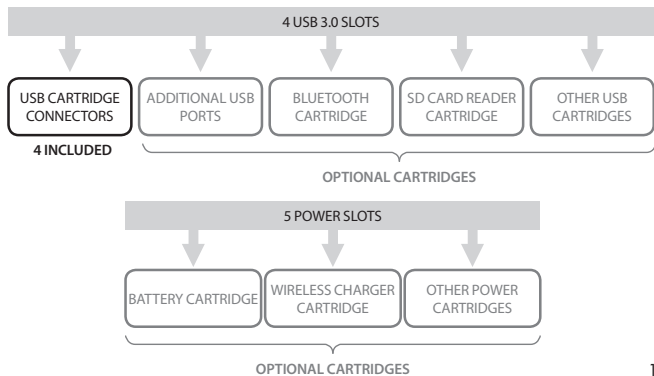 4 USB 3.0 SLOTS
USB CARTRIDGE
CONNECTORS
ADDITIONAL USB
PORTS
BLUETOOTH
CARTRIDGE
SD CARD READER
CARTRIDGE
OTHER USB
CARTRIDGES
4 INCLUDED
OPTIONAL CARTRIDGES
5 POWER SLOTS
BATTERY CARTRIDGE
WIRELESS CHARGER
CARTRIDGE
OTHER POWER
CARTRIDGES
OPTIONAL CARTRIDGES